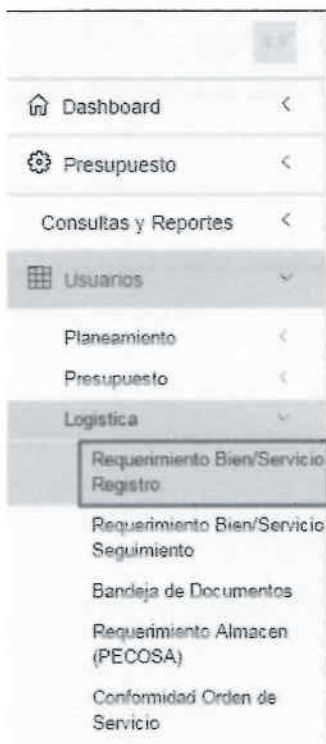 Dashboard
Presupuesto
Consultas y Reportes
Usuarios
Planeamiento
Presupuesto
Logistica
Requerimiento Bien/Servicio
Registro
Requerimiento Bien/Servicio
Seguimiento
Bandeja de Documentos
Requerimiento Almacen
(PECOSA)
Conformidad Orden de
Servicio